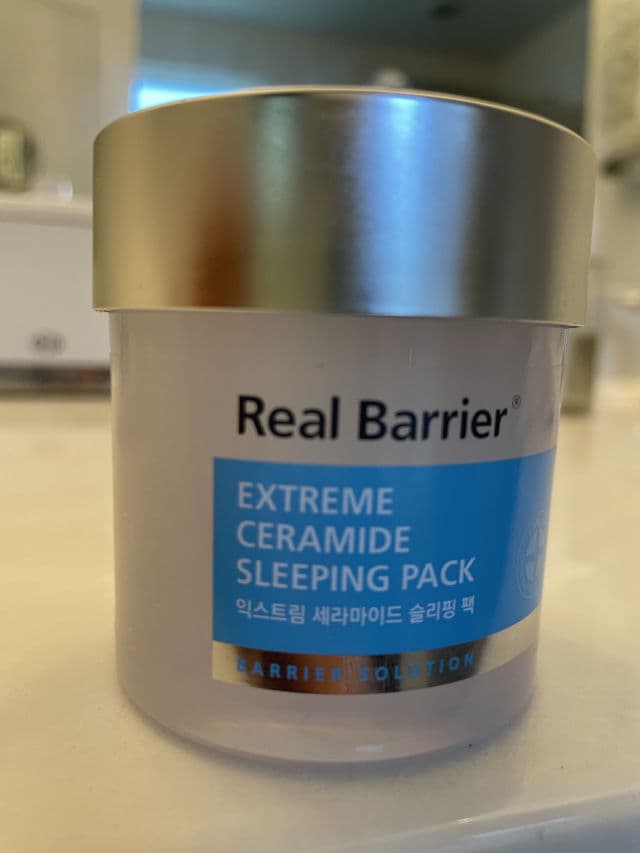 Real Barrier®
EXTREME
CERAMIDE
SLEEPING PACK
익스트림 세라마이드 슬리핑 팩
BARRIER SOLUTION